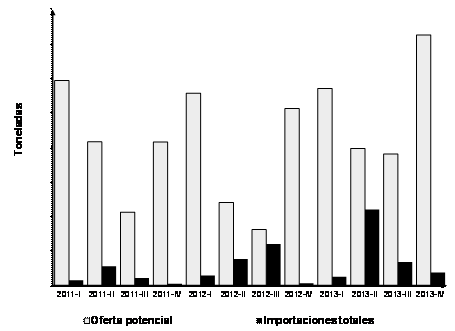 Toneladas
2011-I 2011-II 2011-III 2011-IV 2012-I 2012-II 2012-III 2012-IV 2013-I 2013-II 2013-III 2013-IV
Oferta potencial Importaciones totales